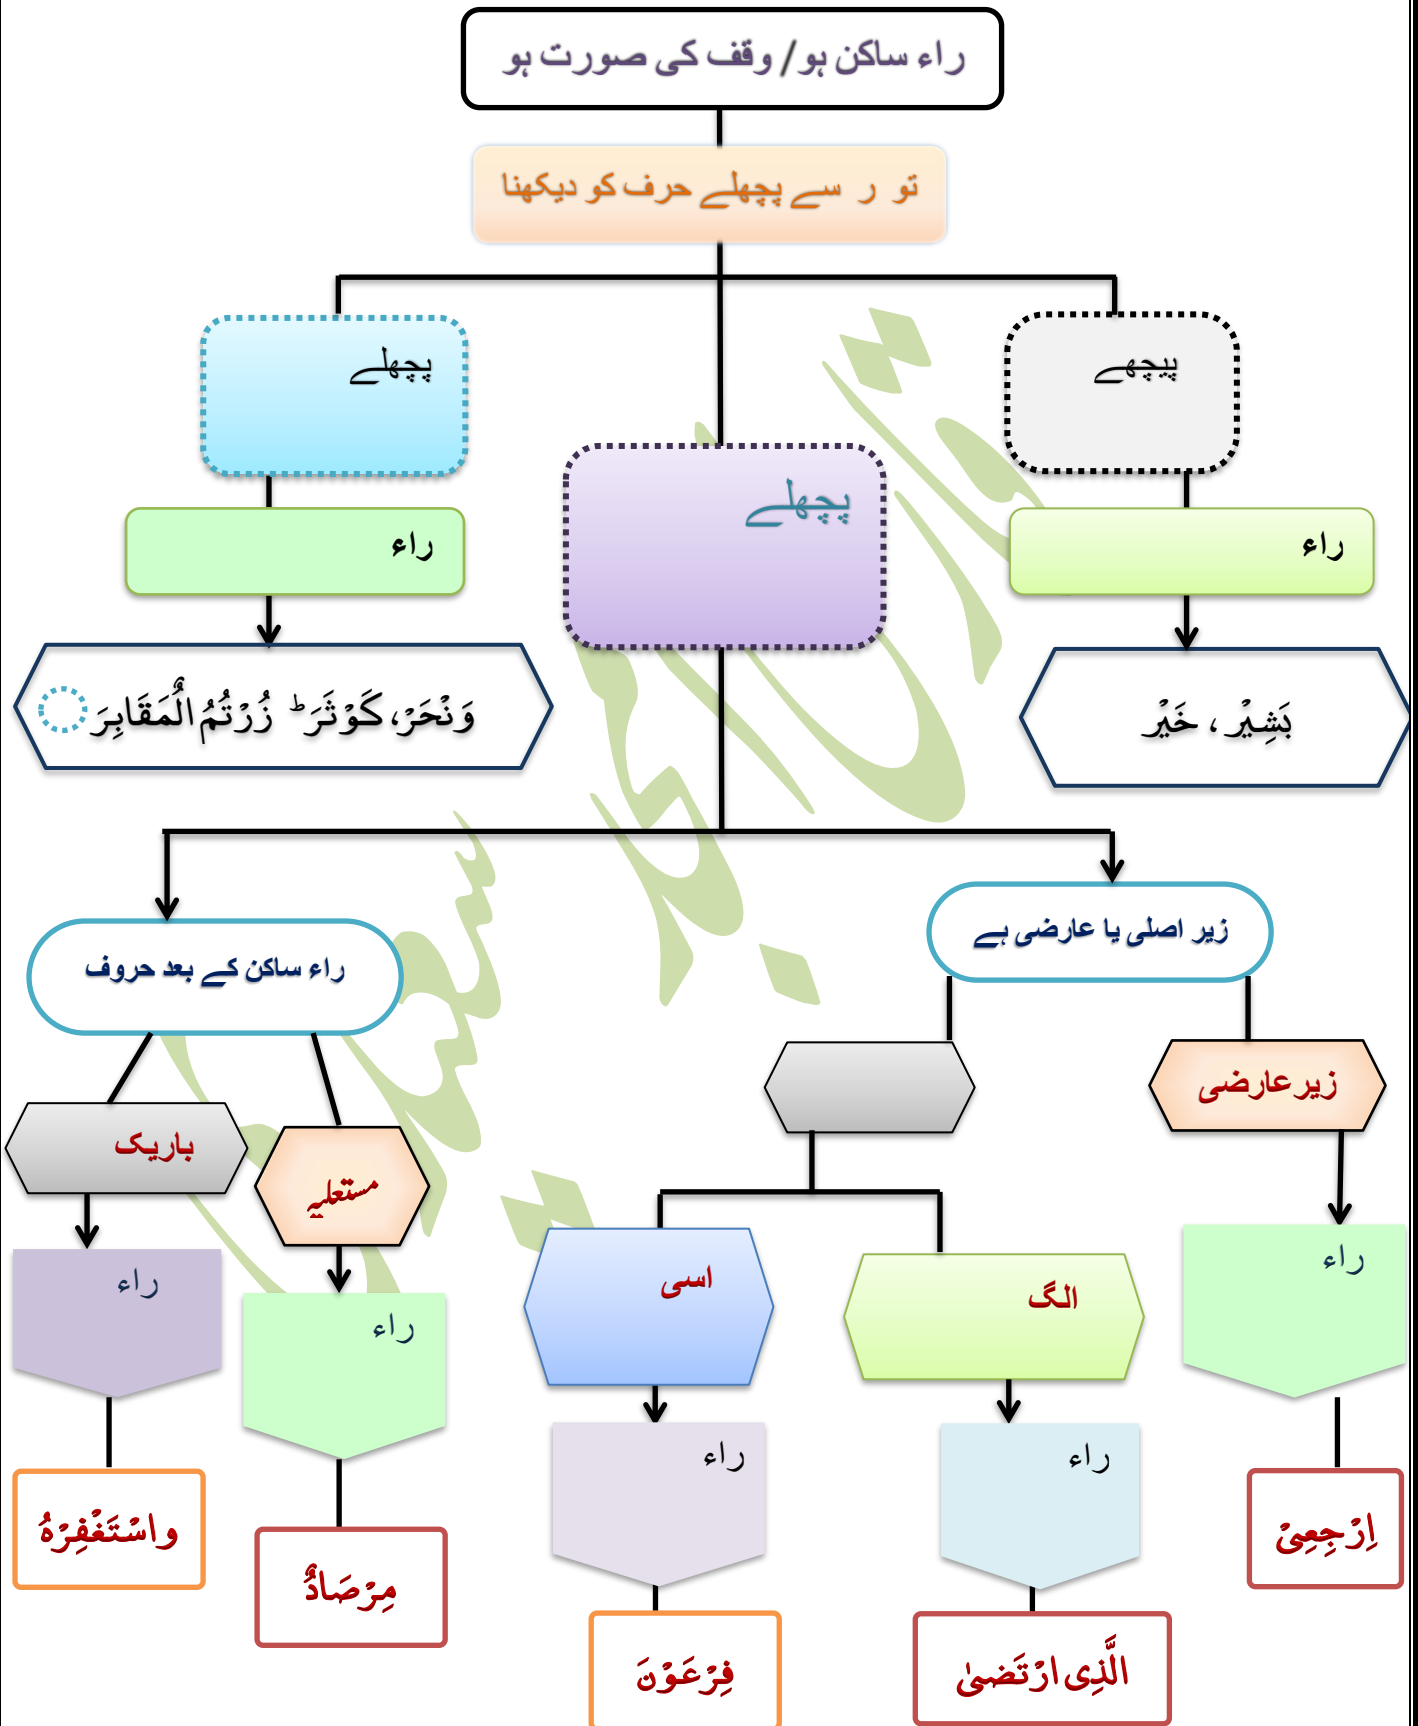 راء ساکن ہو/ وقف کی صورت ہو
تو ر سے پچھلے حرف کو دیکھنا
پیچھے
پچھلے
پچھلے
راء
راء
بَشِیْر ، خَیْر
وَنْحَرْ، كَوْثَرَ ؕ زُرْتُمُ الْمَقَابِرَ
زیر اصلی یا عارضی ہے
راء ساکن کے بعد حروف
زیرعارضی
باریک
مستعلیہ
راء
الگ
اسی
راء
راء
راء
راء
اِرْجِعِیْ
الَّذِی ارْتَضیٰ
فِرْعَوْنَ
مِرْصَادٌ
واسْتَغْفِرْهُ